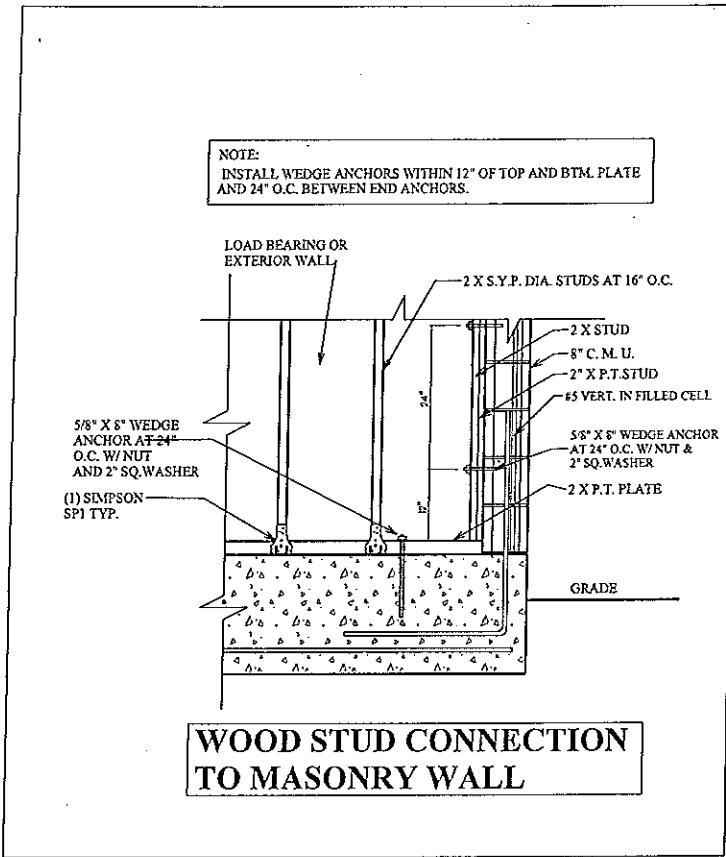 NOTE:
INSTALL WEDGE ANCHORS WITHIN 12" OF TOP AND BTM. PLATE
AND 24" O.C. BETWEEN END ANCHORS.
LOAD BEARING OR
EXTERIOR WALL
2 X S.Y.P. DIA. STUDS AT 16" O.C.
2 X STUD
8" C. M. U.
2" X P.T.STUD
#5 VERT. IN FILLED CELL
24"
5/8" X 8" WEDGE
ANCHOR AT 24"
O.C. W/ NUT
AND 2" SQ.WASHER
5/8" X 8" WEDGE ANCHOR
AT 24" O.C. W/ NUT &
2" SQ.WASHER
12"
2 X P.T. PLATE
(1) SIMPSON
SP1 TYP.
GRADE
WOOD STUD CONNECTION
TO MASONRY WALL